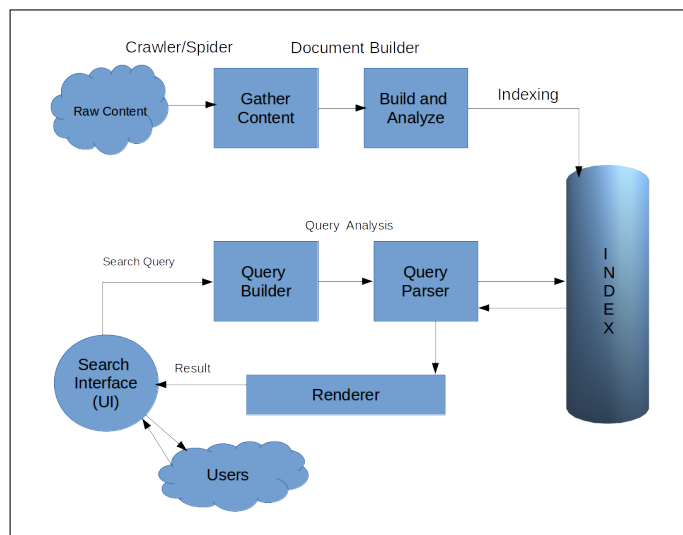 Crawler/Spider
Document Builder
Raw Content
Gather
Content
Build and
Analyze
Indexing
Query Analysis
Search Query
Query
Builder
Query
Parser
I
N
D
E
X
Search
Interface
(UI)
Result
Renderer
Users